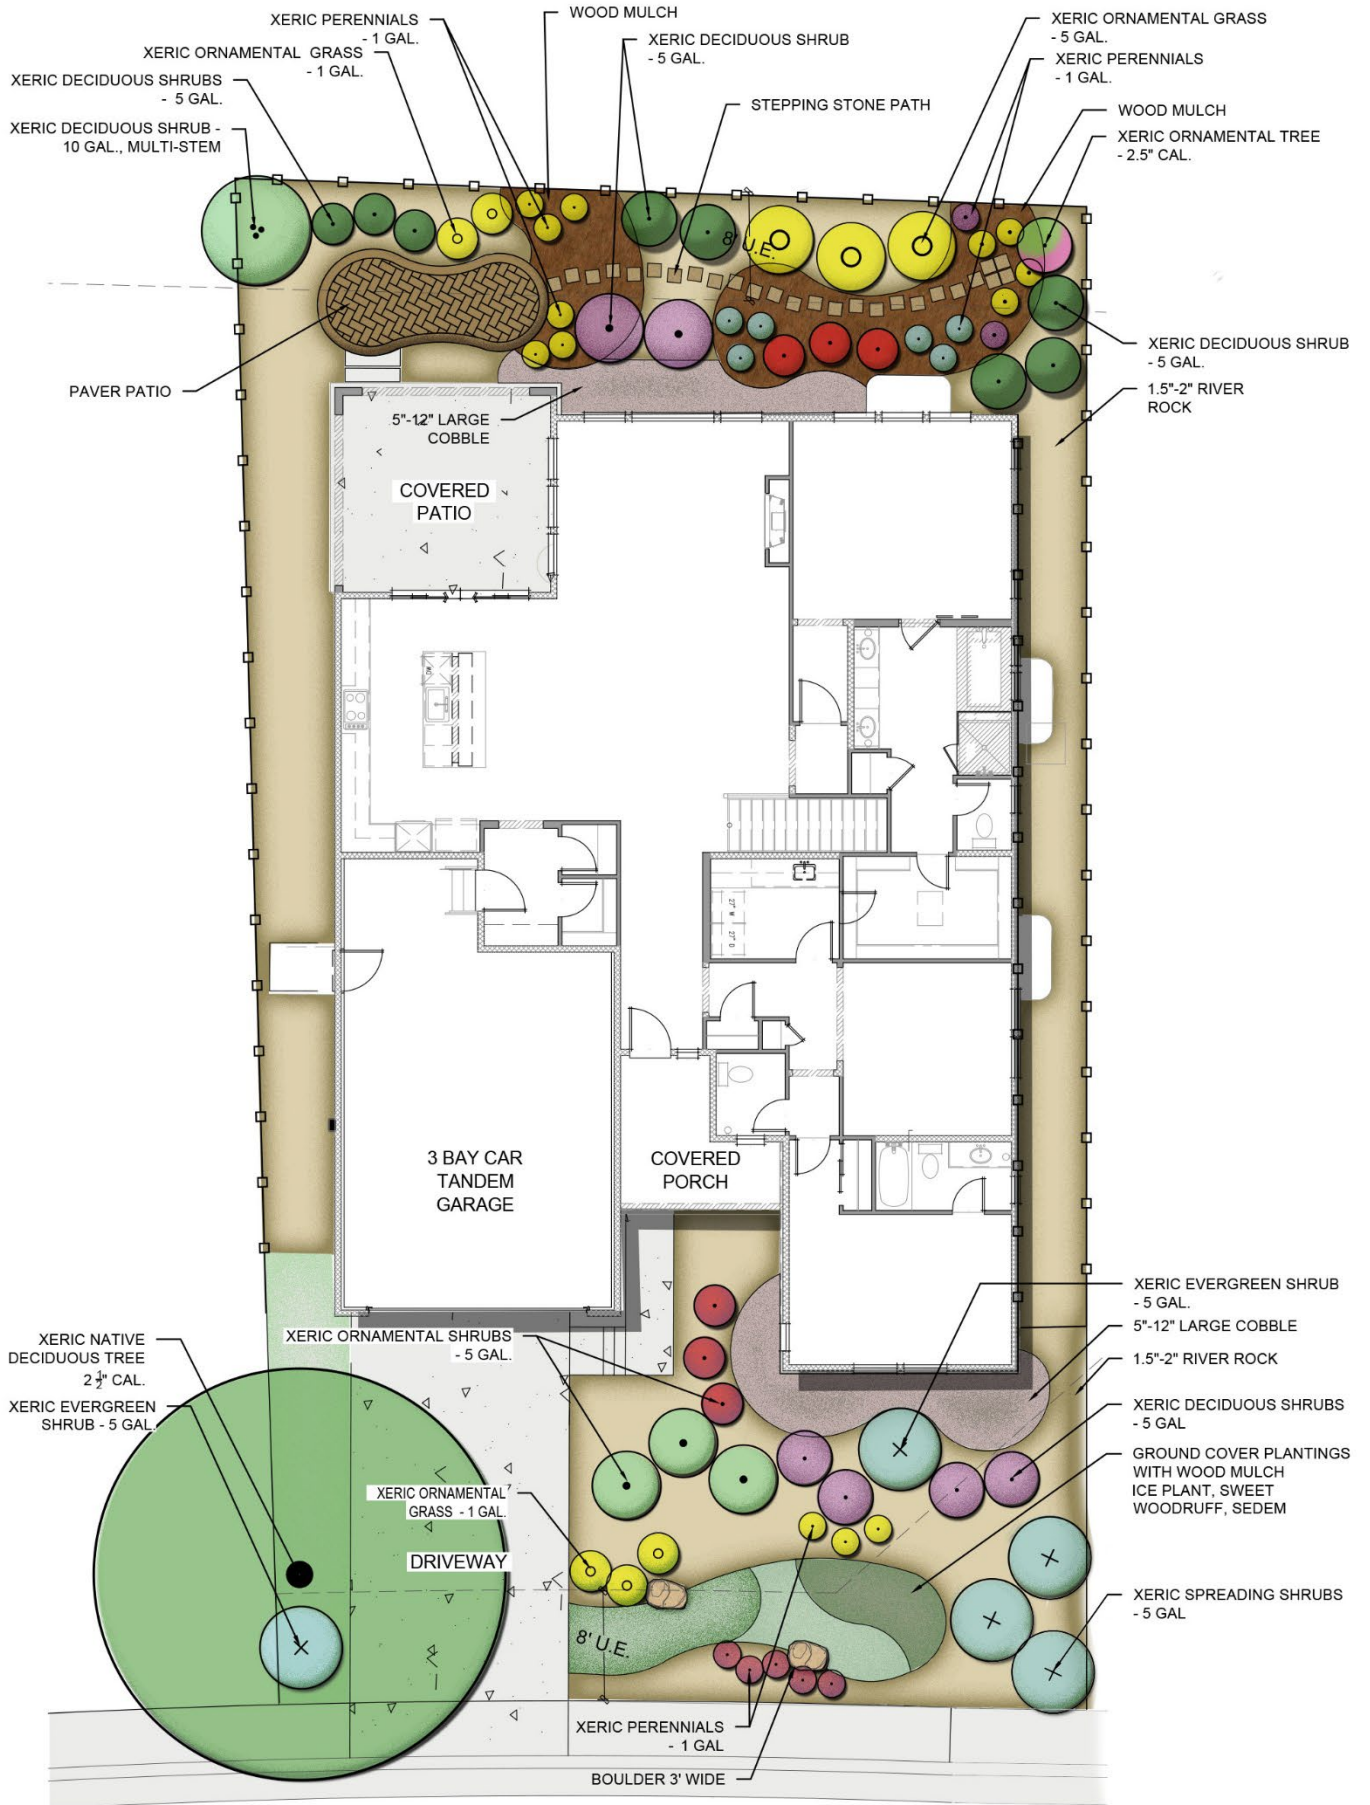 XERIC PERENNIALS
- 1 GAL.
WOOD MULCH
XERIC ORNAMENTAL GRASS
- 1 GAL.
XERIC DECIDUOUS SHRUB
- 5 GAL.
XERIC ORNAMENTAL GRASS
- 5 GAL.
XERIC PERENNIALS
- 1 GAL.
XERIC DECIDUOUS SHRUBS
- 5 GAL.
STEPPING STONE PATH
WOOD MULCH
XERIC DECIDUOUS SHRUB -
10 GAL., MULTI-STEM
XERIC ORNAMENTAL TREE
- 2.5" CAL.
8' U.E.
XERIC DECIDUOUS SHRUB
- 5 GAL.
PAVER PATIO
1.5"-2" RIVER
ROCK
5"-12" LARGE
COBBLE
COVERED
PATIO
27" W
27" D
3 BAY CAR
TANDEM
GARAGE
COVERED
PORCH
XERIC EVERGREEN SHRUB
- 5 GAL.
5"-12" LARGE COBBLE
XERIC ORNAMENTAL SHRUBS
- 5 GAL.
XERIC NATIVE
DECIDUOUS TREE
2 ½" CAL.
1.5"-2" RIVER ROCK
XERIC EVERGREEN
SHRUB - 5 GAL.
XERIC DECIDUOUS SHRUBS
- 5 GAL
GROUND COVER PLANTINGS
WITH WOOD MULCH
ICE PLANT, SWEET
WOODRUFF, SEDEM
XERIC ORNAMENTAL
GRASS - 1 GAL.
DRIVEWAY
XERIC SPREADING SHRUBS
- 5 GAL
8' U.E.
XERIC PERENNIALS
- 1 GAL
BOULDER 3' WIDE